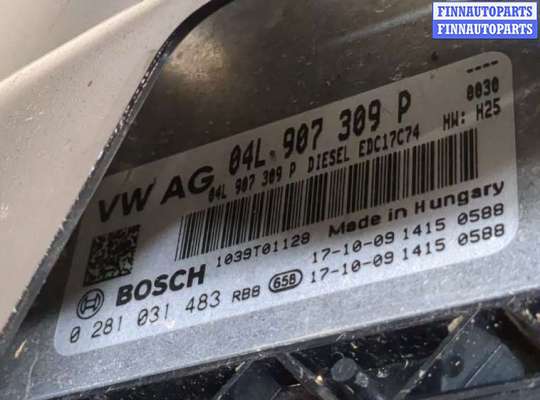 FINNAUTOPARTS
FINNAUTOPARTS
----
0030
HW: H25
VW AG 04L 907 309 P
04L 907 309 P DIESEL EDC17C74
1039T01128 Made in Hungary
BOSCH 17-10-09 1415 0588
0 281 031 483 RBB 658 17-10-09 1415 0588